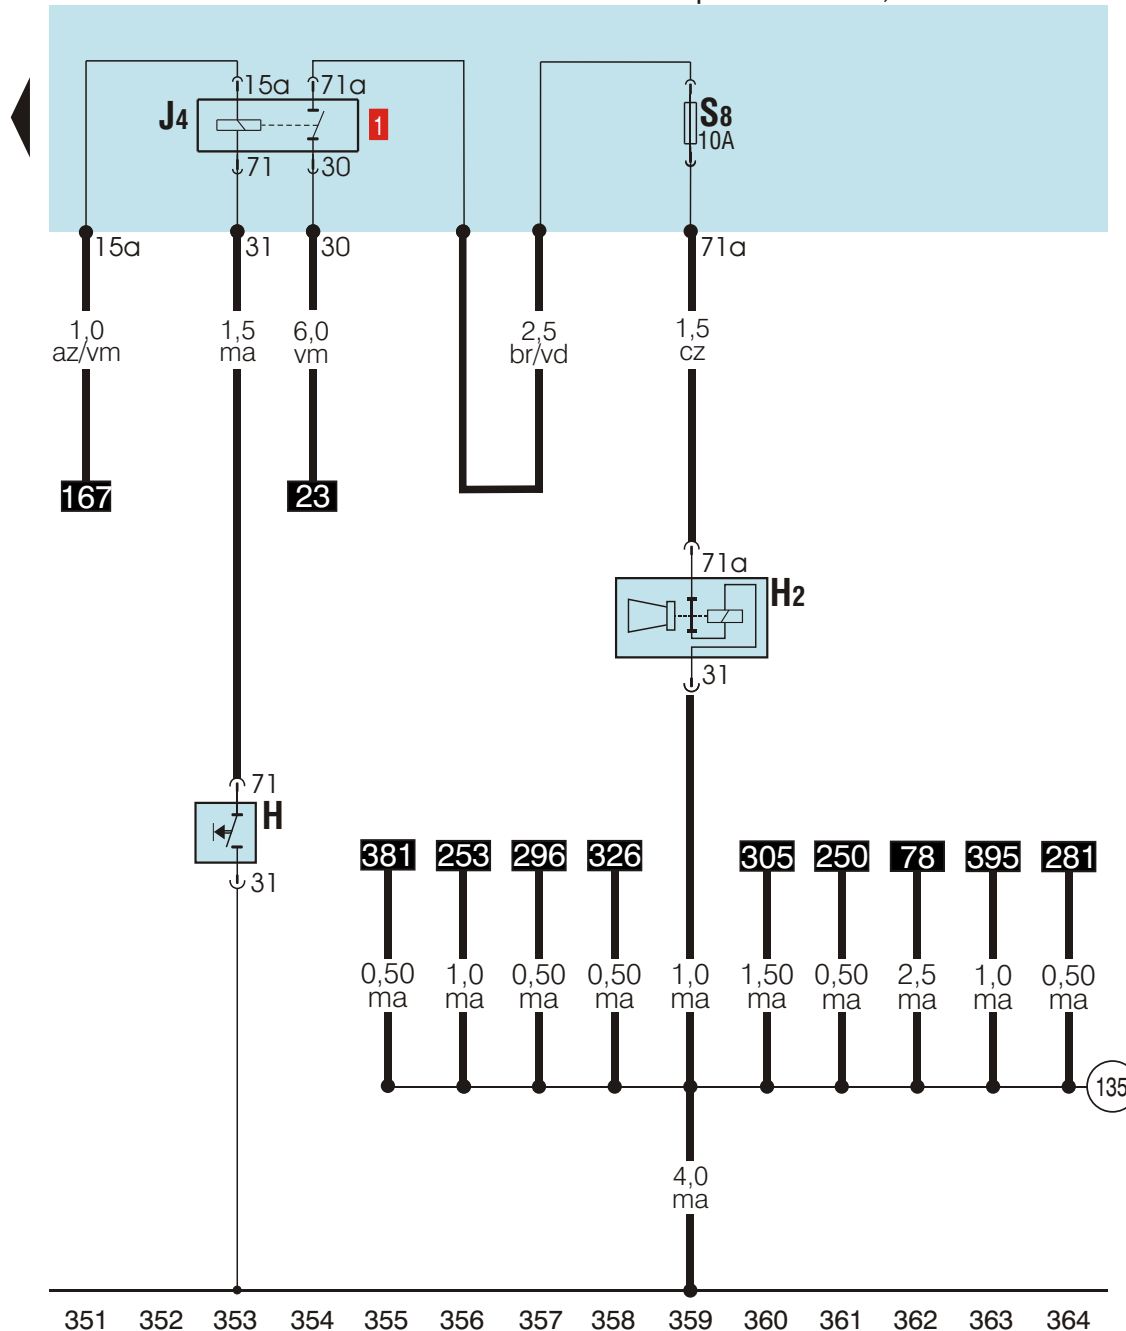 15a 71a
J4 1 S8
10A
71 30
15a 31 30 71a
1,0 1,5 6,0 2,5 1,5
az/vm ma vm br/vd cz
167 23
71a
H2
31
71
H
31
381 253 296 326 305 250 78 395 281
0,50 1,0 0,50 0,50 1,0 1,50 0,50 2,5 1,0 0,50
ma ma ma ma ma ma ma ma ma ma
135
4,0
ma
351 352 353 354 355 356 357 358 359 360 361 362 363 364